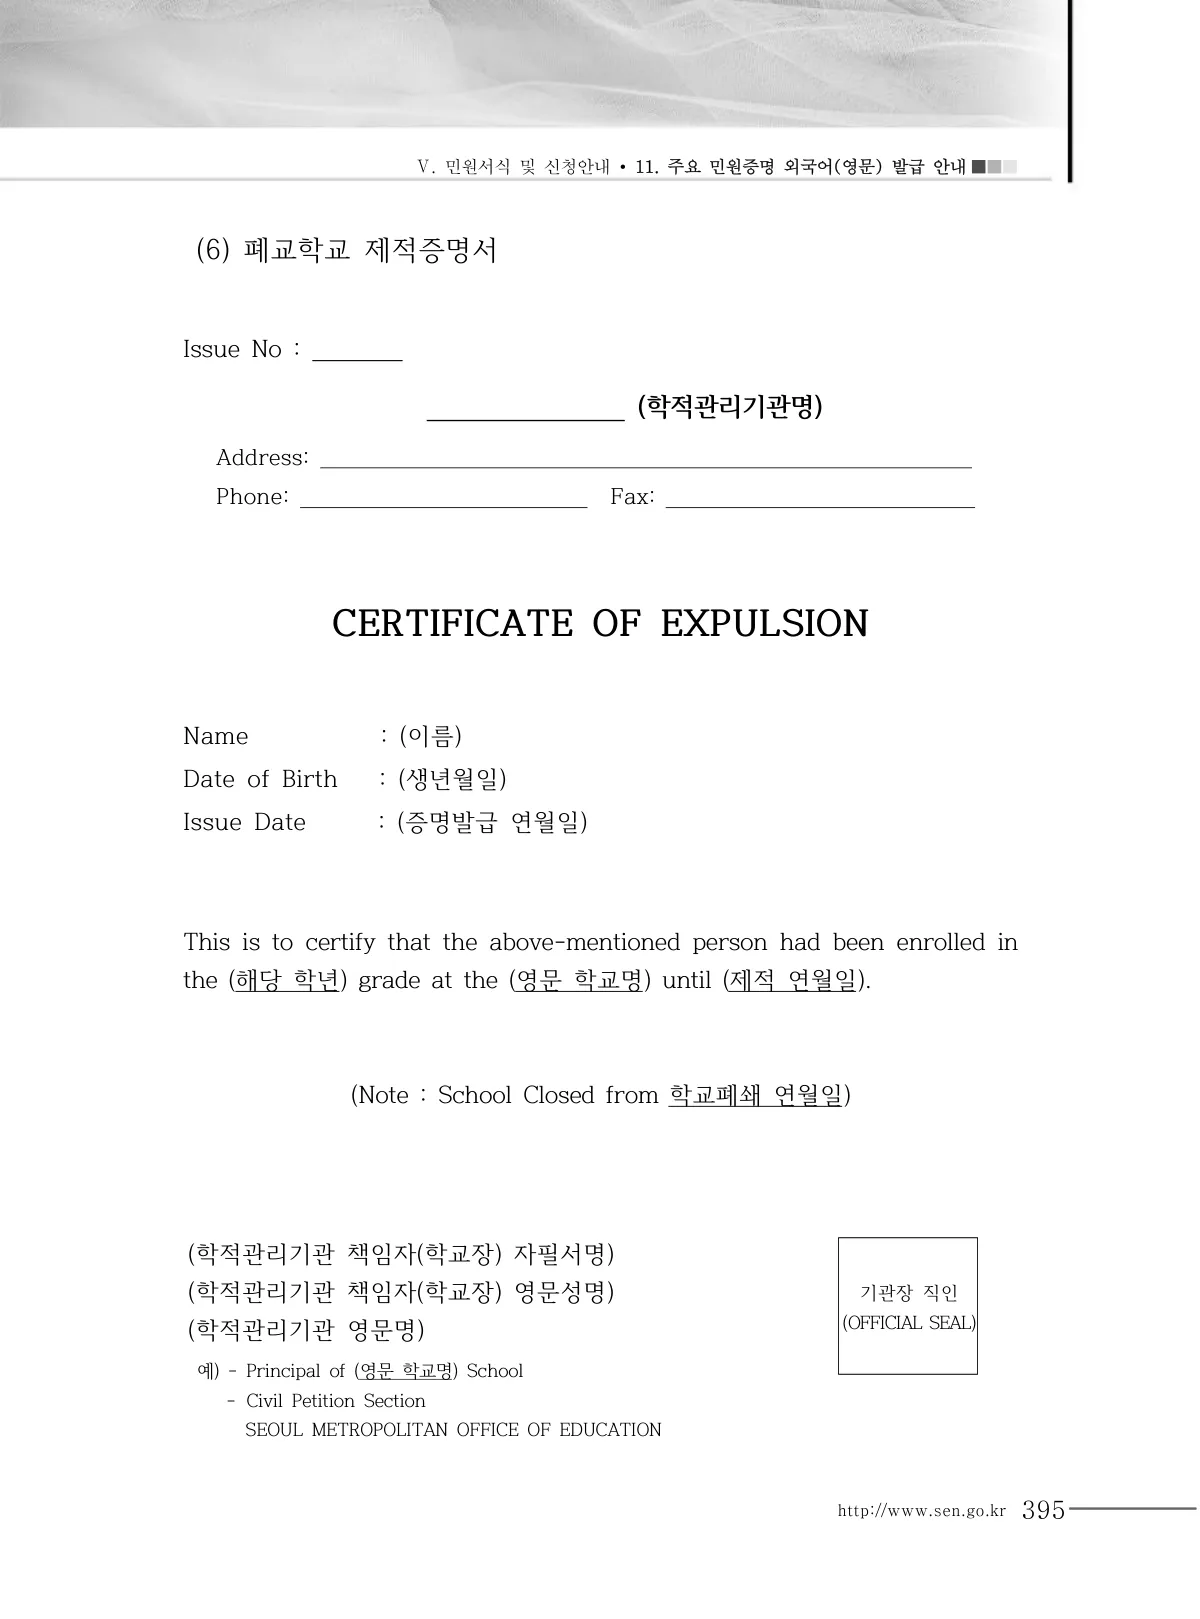 Ⅴ. 민원서식 및 신청안내 • 11. 주요 민원증명 외국어(영문) 발급 안내
(6) 폐교학교 제적증명서
Issue No : _______
_______________ (학적관리기관명)
Address: _______________
Phone: _______________ Fax: _______________
CERTIFICATE OF EXPULSION
Name : (이름)
Date of Birth : (생년월일)
Issue Date : (증명발급 연월일)
This is to certify that the above-mentioned person had been enrolled in
the (해당 학년) grade at the (영문 학교명) until (제적 연월일).
(Note : School Closed from 학교폐쇄 연월일)
(학적관리기관 책임자(학교장) 자필서명)
(학적관리기관 책임자(학교장) 영문성명)
(학적관리기관 영문명)
기관장 직인
(OFFICIAL SEAL)
예) - Principal of (영문 학교명) School
- Civil Petition Section
SEOUL METROPOLITAN OFFICE OF EDUCATION
http://www.sen.go.kr 395